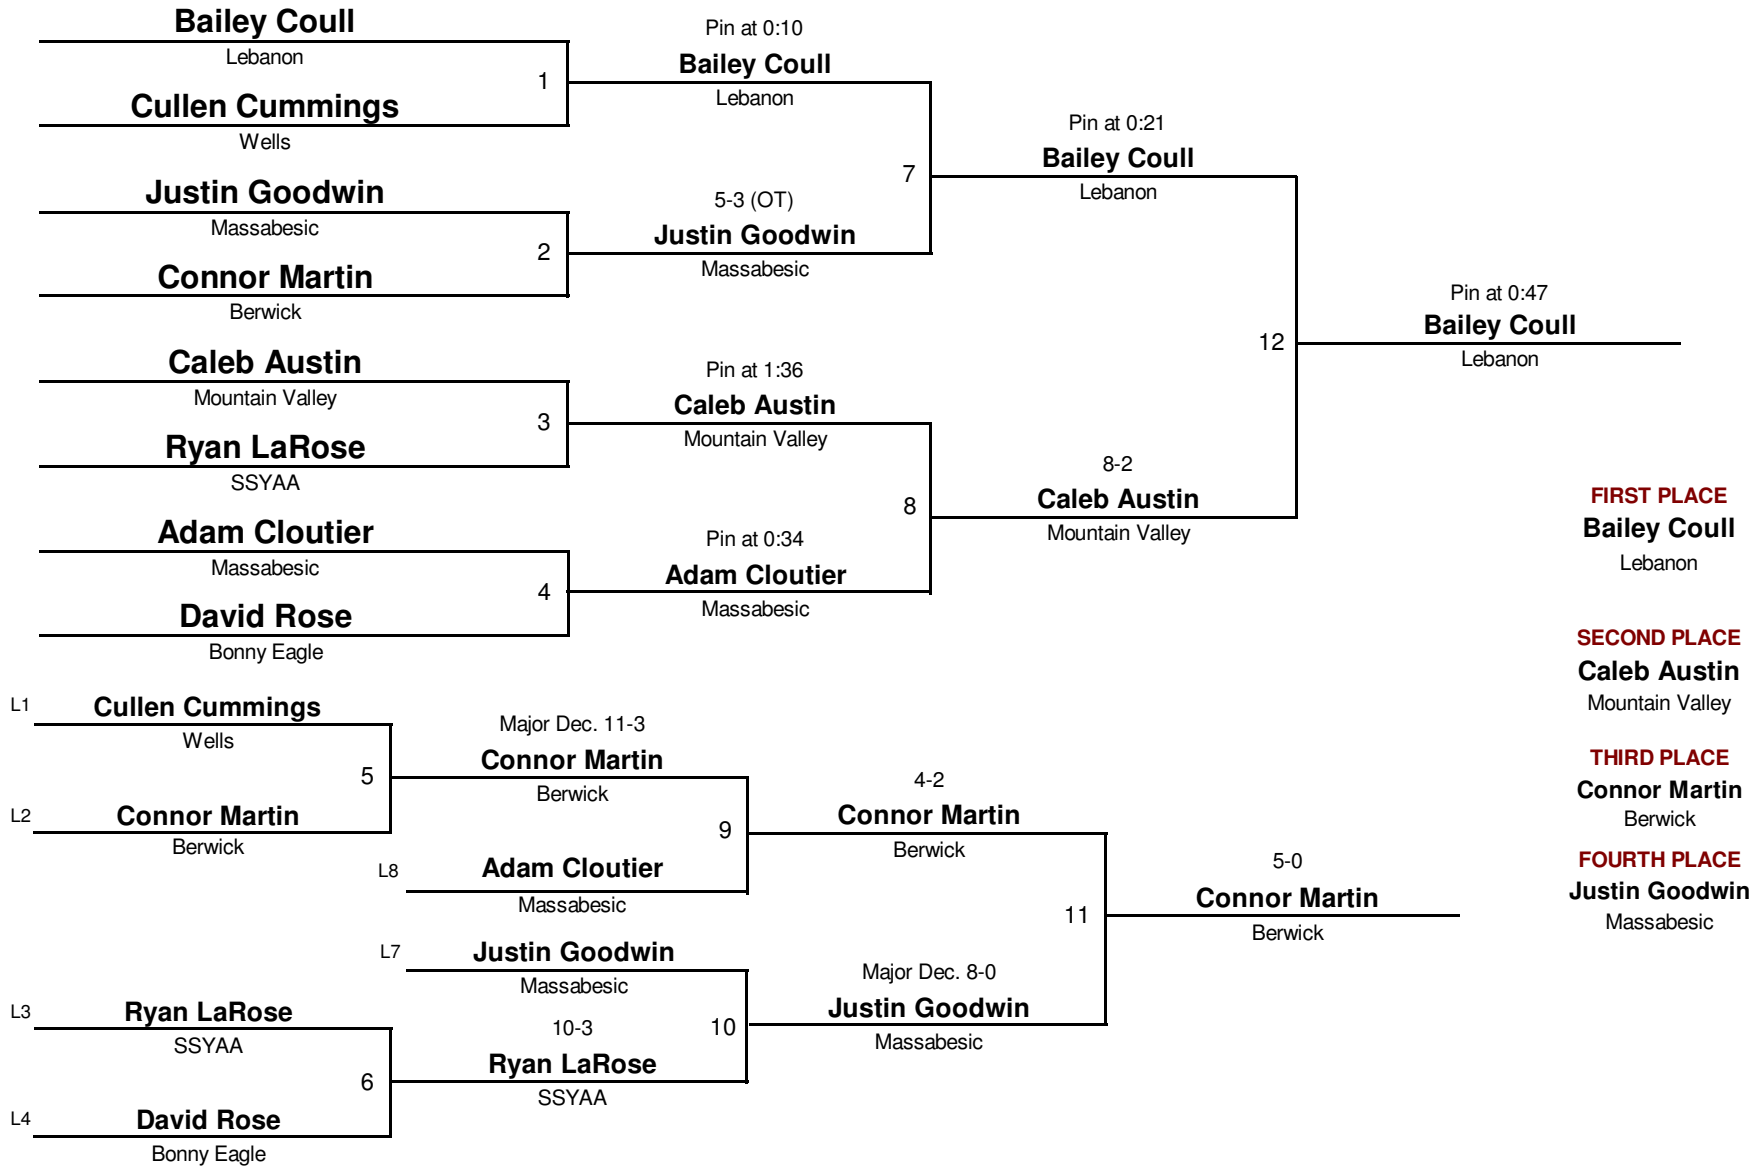 Bailey Coull
Lebanon
1
Cullen Cummings
Wells
Pin at 0:10
Bailey Coull
Lebanon
Justin Goodwin
Massabesic
2
Connor Martin
Berwick
5-3 (OT)
Justin Goodwin
Massabesic
7
Pin at 0:21
Bailey Coull
Lebanon
Caleb Austin
Mountain Valley
3
Ryan LaRose
SSYAA
Pin at 1:36
Caleb Austin
Mountain Valley
Adam Cloutier
Massabesic
4
David Rose
Bonny Eagle
Pin at 0:34
Adam Cloutier
Massabesic
8
8-2
Caleb Austin
Mountain Valley
12
Pin at 0:47
Bailey Coull
Lebanon
FIRST PLACE
Bailey Coull
Lebanon
SECOND PLACE
Caleb Austin
Mountain Valley
THIRD PLACE
Connor Martin
Berwick
FOURTH PLACE
Justin Goodwin
Massabesic
L1
Cullen Cummings
Wells
5
L2
Connor Martin
Berwick
Major Dec. 11-3
Connor Martin
Berwick
9
L8
Adam Cloutier
Massabesic
4-2
Connor Martin
Berwick
L7
Justin Goodwin
Massabesic
L3
Ryan LaRose
SSYAA
6
L4
David Rose
Bonny Eagle
10-3
Ryan LaRose
SSYAA
10
Major Dec. 8-0
Justin Goodwin
Massabesic
11
5-0
Connor Martin
Berwick